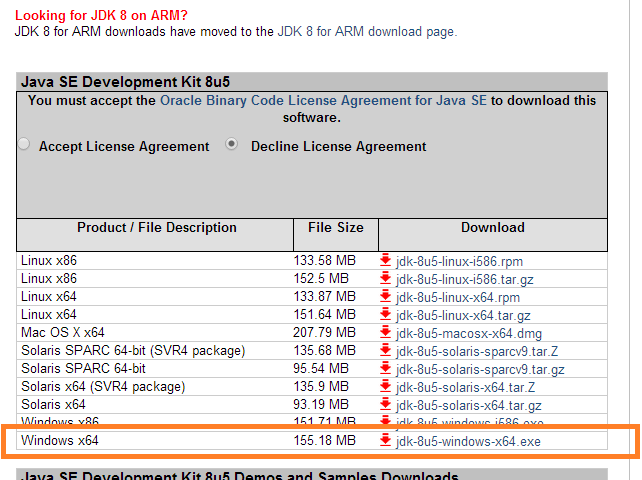 Looking for JDK 8 on ARM?
JDK 8 for ARM downloads have moved to the JDK 8 for ARM download page.
Java SE Development Kit 8u5
You must accept the Oracle Binary Code License Agreement for Java SE to download this
software.
Accept License Agreement Decline License Agreement
Product / File Description File Size Download
Linux x86 133.58 MB jdk-8u5-linux-i586.rpm
Linux x86 152.5 MB jdk-8u5-linux-i586.tar.gz
Linux x64 133.87 MB jdk-8u5-linux-x64.rpm
Linux x64 151.64 MB jdk-8u5-linux-x64.tar.gz
Mac OS X x64 207.79 MB jdk-8u5-macosx-x64.dmg
Solaris SPARC 64-bit (SVR4 package) 135.68 MB jdk-8u5-solaris-sparcv9.tar.Z
Solaris SPARC 64-bit 95.54 MB jdk-8u5-solaris-sparcv9.tar.gz
Solaris x64 (SVR4 package) 135.9 MB jdk-8u5-solaris-x64.tar.Z
Solaris x64 93.19 MB jdk-8u5-solaris-x64.tar.gz
Windows x86 151.71 MB jdk-8u5-windows-i586.exe
Windows x64 155.18 MB jdk-8u5-windows-x64.exe
Java SE Development Kit 8u5 Demos and Samples Downloads